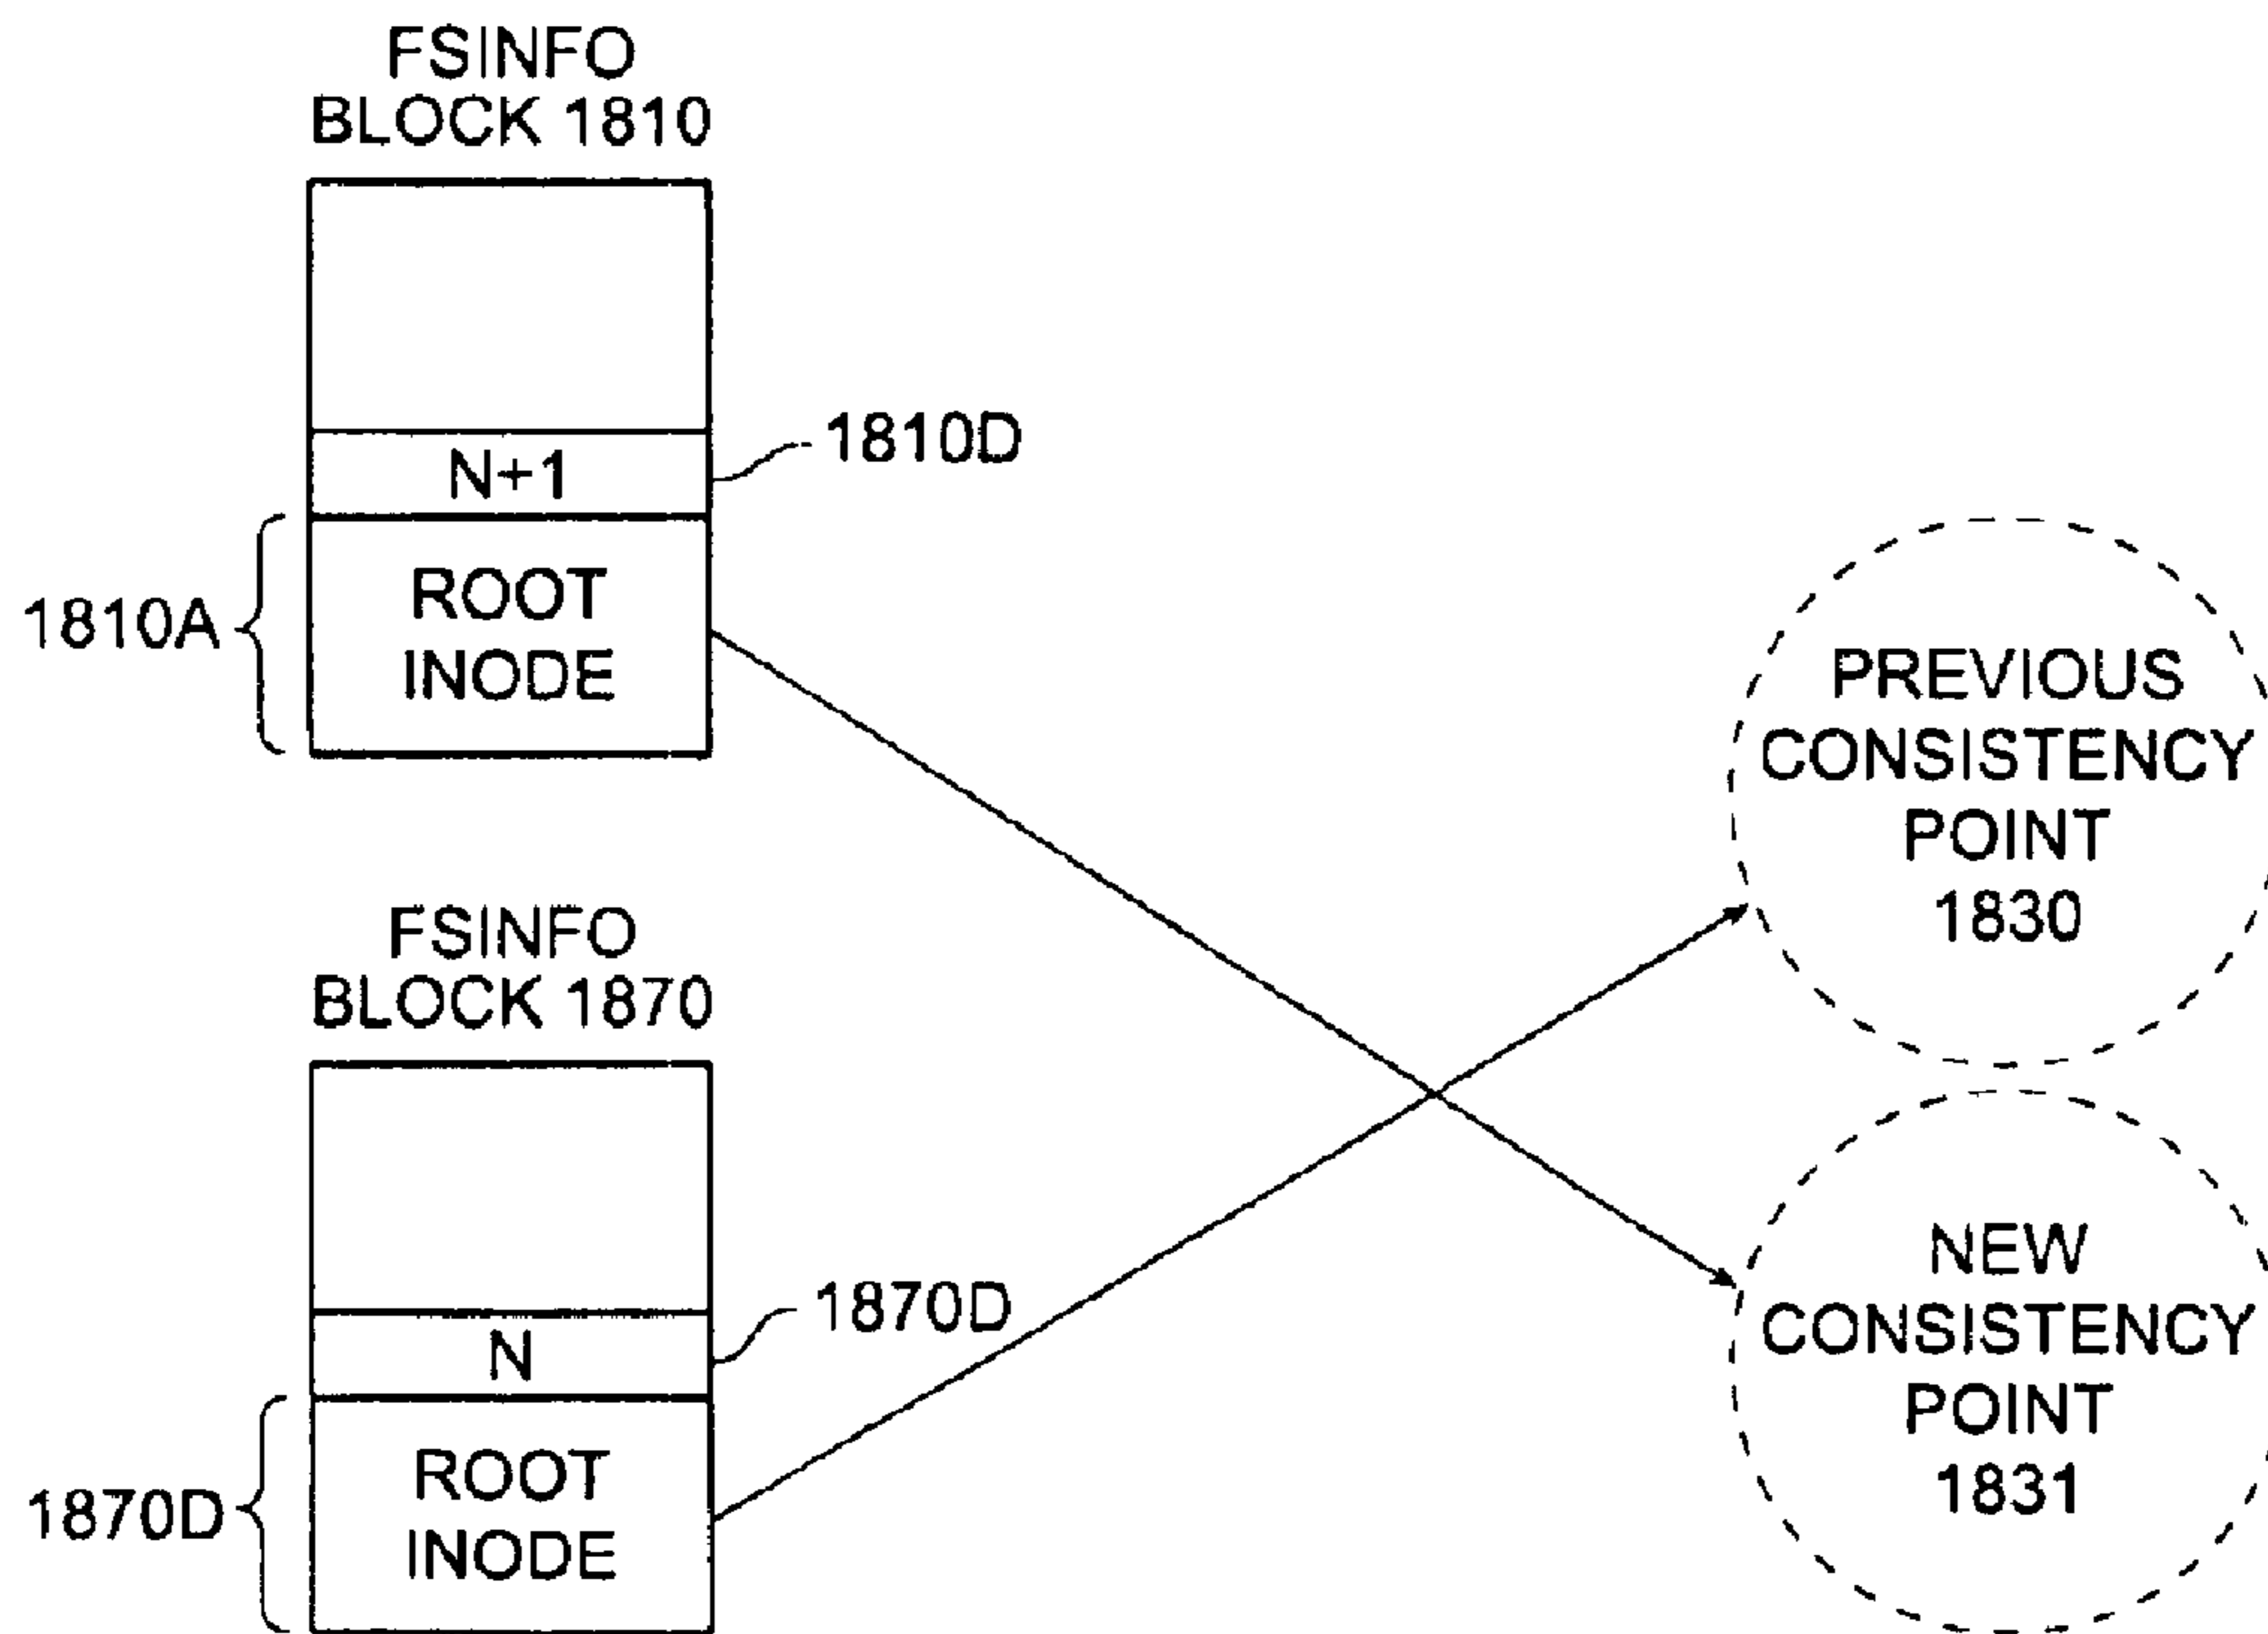 FSINFO
BLOCK 1810
N+1
1810D
1810A
ROOT
INODE
PREVIOUS
CONSISTENCY
POINT
1830
FSINFO
BLOCK 1870
N
1870D
1870D
ROOT
INODE
NEW
CONSISTENCY
POINT
1831